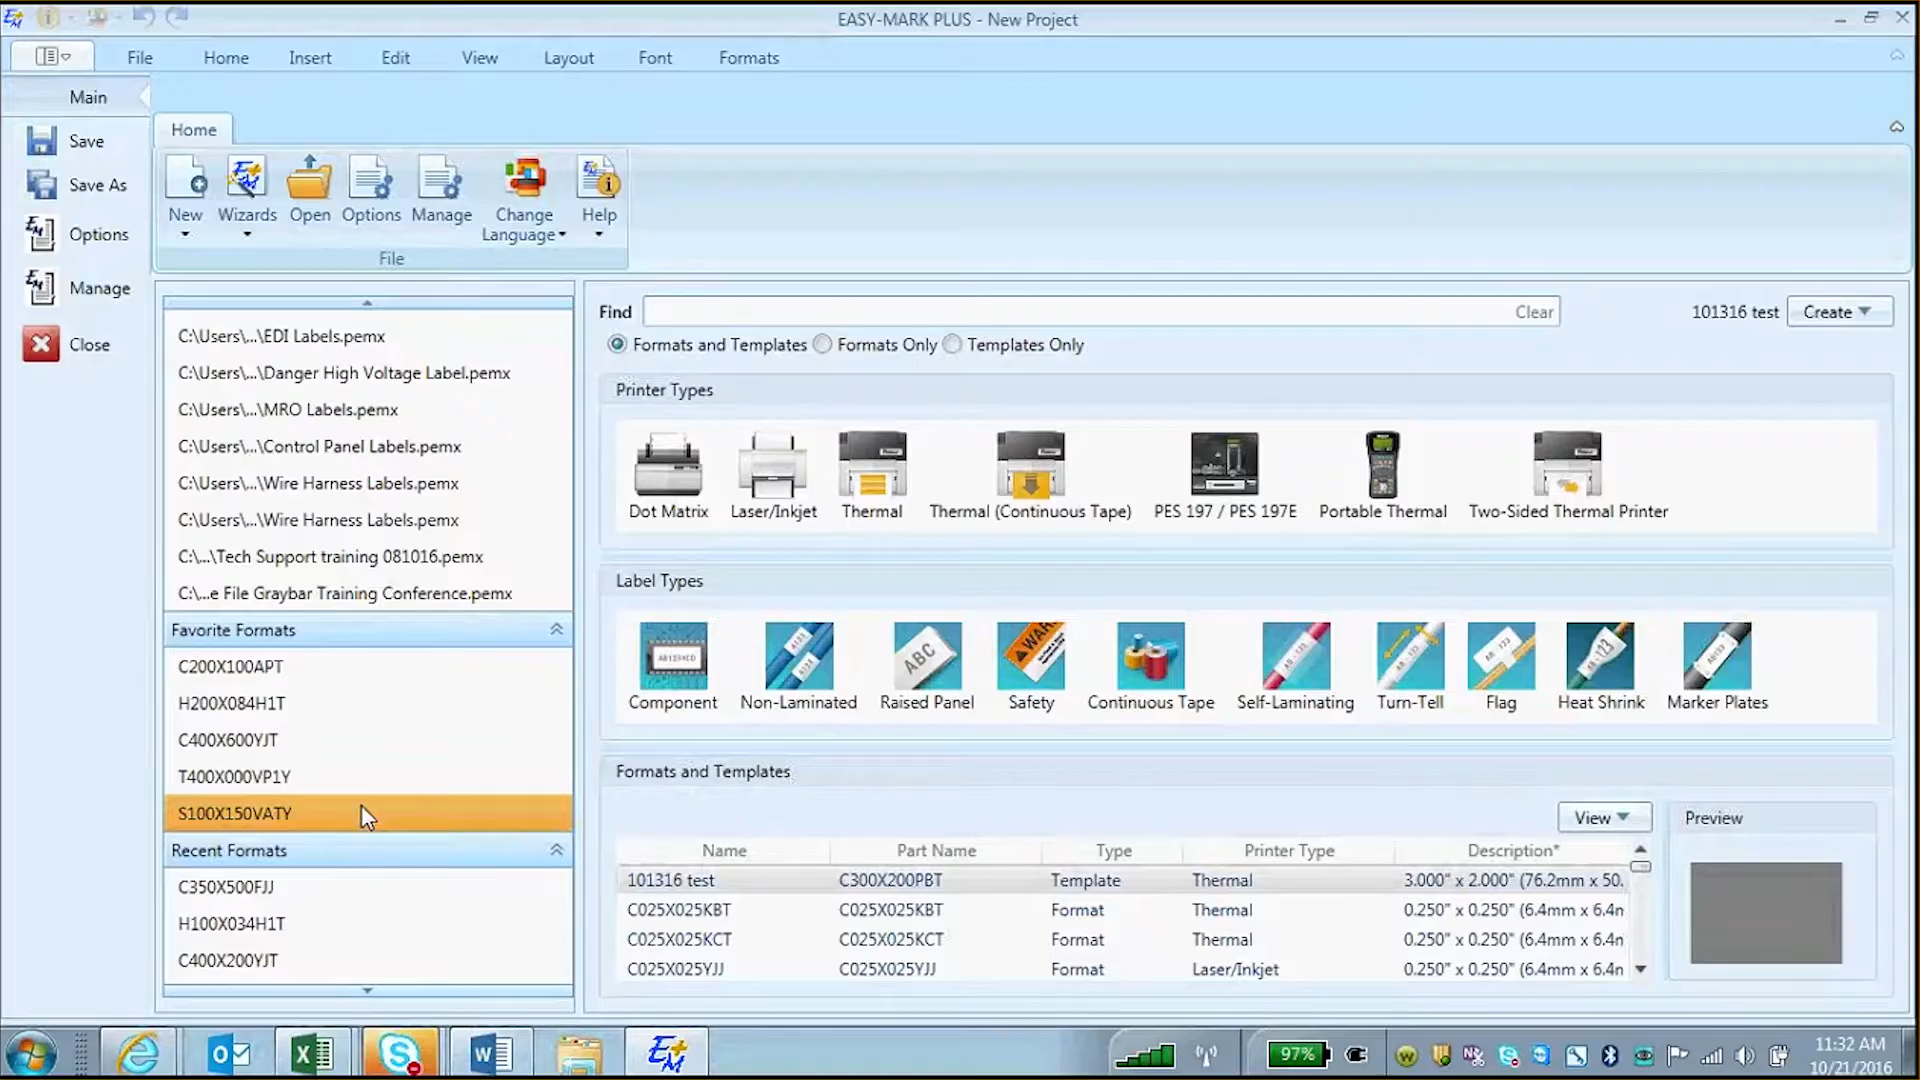 EASY-MARK PLUS - New Project
File Home Insert Edit View Layout Font Formats
Main
Save
Save As
Options
Manage
Close
Home
New Wizards Open Options Manage Change Language Help
File
C:\Users\...\EDI Labels.pemx
C:\Users\...\Danger High Voltage Label.pemx
C:\Users\...\MRO Labels.pemx
C:\Users\...\Control Panel Labels.pemx
C:\Users\...\Wire Harness Labels.pemx
C:\Users\...\Wire Harness Labels.pemx
C:\...\Tech Support training 081016.pemx
C:\...e File Graybar Training Conference.pemx
Favorite Formats
C200X100APT
H200X084H1T
C400X600YJT
T400X000VP1Y
S100X150VATY
Recent Formats
C350X500FJJ
H100X034H1T
C400X200YJT
Find Clear 101316 test Create
Formats and Templates Formats Only Templates Only
Printer Types
Dot Matrix Laser/Inkjet Thermal Thermal (Continuous Tape) PES 197 / PES 197E Portable Thermal Two-Sided Thermal Printer
Label Types
Component Non-Laminated Raised Panel Safety Continuous Tape Self-Laminating Turn-Tell Flag Heat Shrink Marker Plates
Formats and Templates
View Preview
Name Part Name Type Printer Type Description*
101316 test C300X200PBT Template Thermal 3.000" x 2.000" (76.2mm x 50.
C025X025KBT C025X025KBT Format Thermal 0.250" x 0.250" (6.4mm x 6.4n
C025X025KCT C025X025KCT Format Thermal 0.250" x 0.250" (6.4mm x 6.4n
C025X025YJJ C025X025YJJ Format Laser/Inkjet 0.250" x 0.250" (6.4mm x 6.4n
97%
11:32 AM
10/21/2016